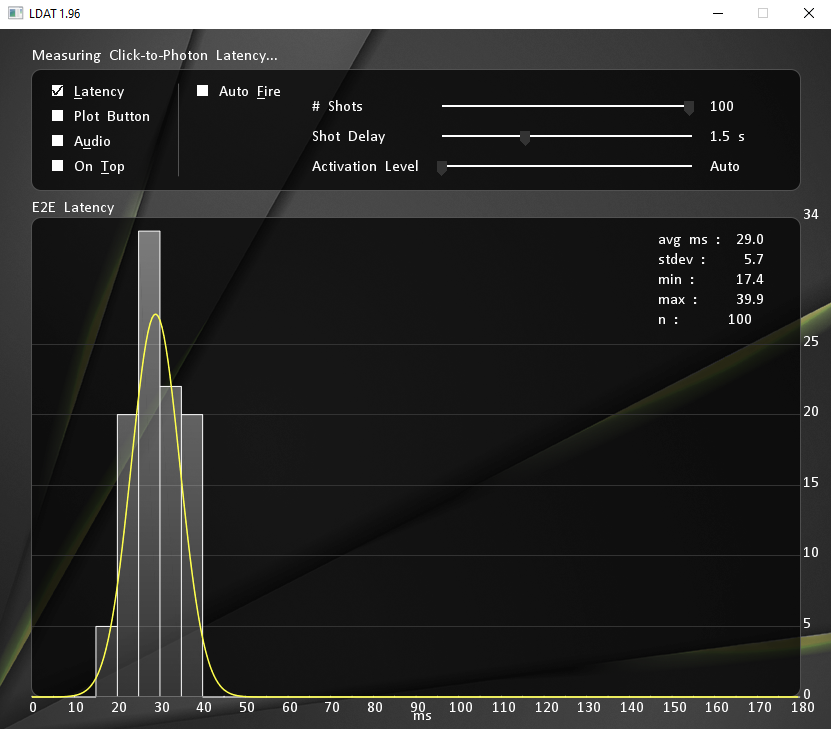 LDAT 1.96
Measuring Click-to-Photon Latency...
Latency
Auto Fire
Plot Button
Audio
On Top
# Shots 100
Shot Delay 1.5 s
Activation Level Auto
E2E Latency
34
avg ms : 29.0
stdev : 5.7
min : 17.4
max : 39.9
n : 100
25
20
15
10
5
0
0 10 20 30 40 50 60 70 80 90 100 110 120 130 140 150 160 170 180
ms